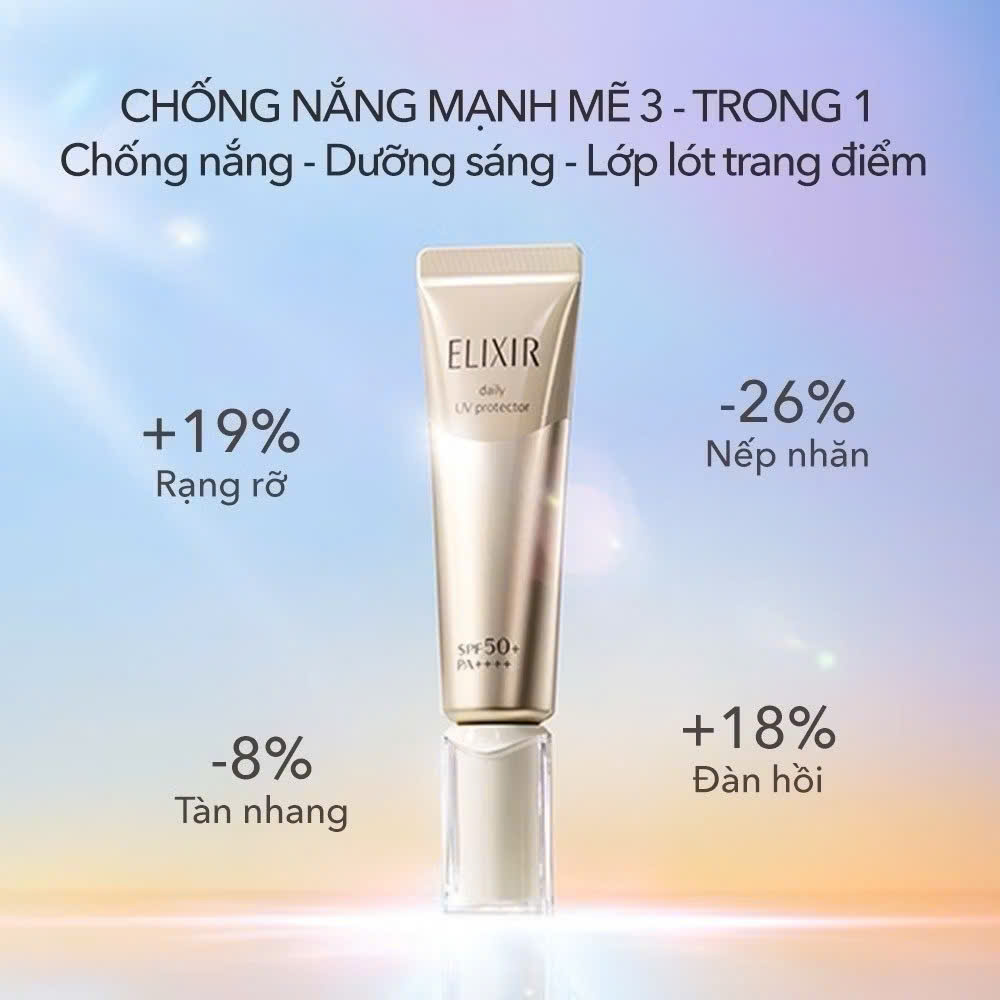 CHỐNG NẮNG MẠNH MẼ 3 - TRONG 1
Chống nắng - Dưỡng sáng - Lớp lót trang điểm
ELIXIR
daily
UV protector
+19%
Rạng rỡ
-26%
Nếp nhăn
SPF50+
PA++++
-8%
Tàn nhang
+18%
Đàn hồi